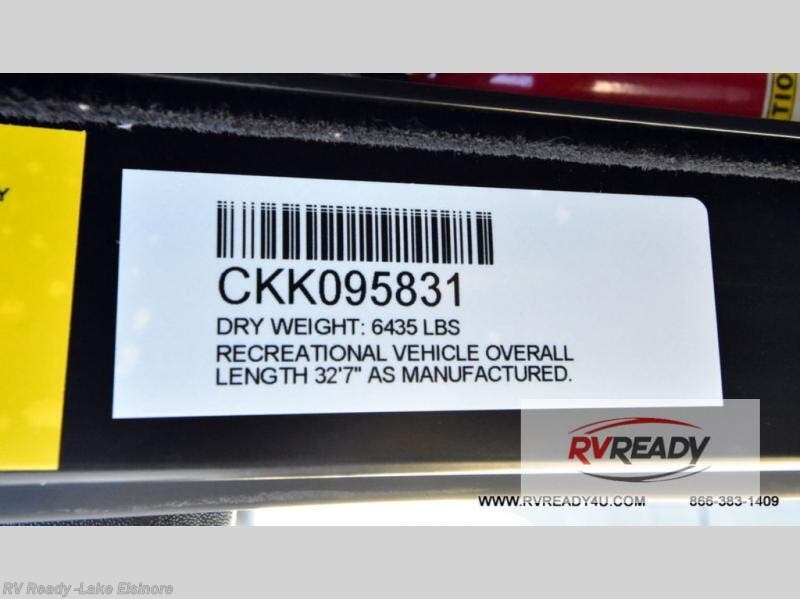 TIO
Y
CKK095831
DRY WEIGHT: 6435 LBS
RECREATIONAL VEHICLE OVERALL
LENGTH 32'7" AS MANUFACTURED.
RVREADY
WWW.RVREADY4U.COM 866-383-1409
RV Ready -Lake Elsinore